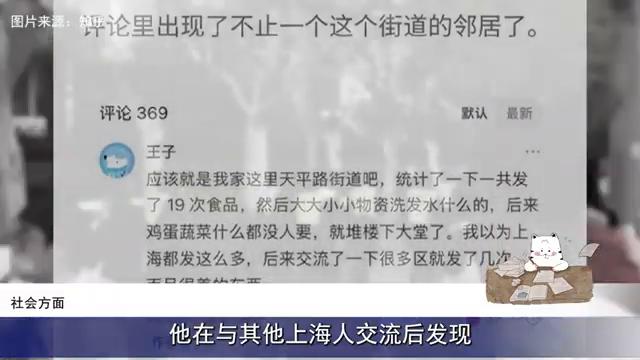 图片来源：知乎
评论里出现了不止一个这个街道的邻居了。
评论 369
默认 最新
王子
应该就是我家这里天平路街道吧，统计了一下一共发
了 19 次食品，然后大大小小物资洗发水什么的，后来
鸡蛋蔬菜什么都没人要，就堆楼下大堂了。我以为上
海都发这么多，后来交流了一下很多区就发了几次，
而且很差的东西
社会方面
他在与其他上海人交流后发现